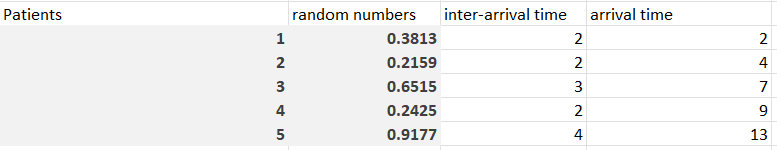 Patients random numbers inter-arrival time arrival time
1 0.3813 2 2
2 0.2159 2 4
3 0.6515 3 7
4 0.2425 2 9
5 0.9177 4 13